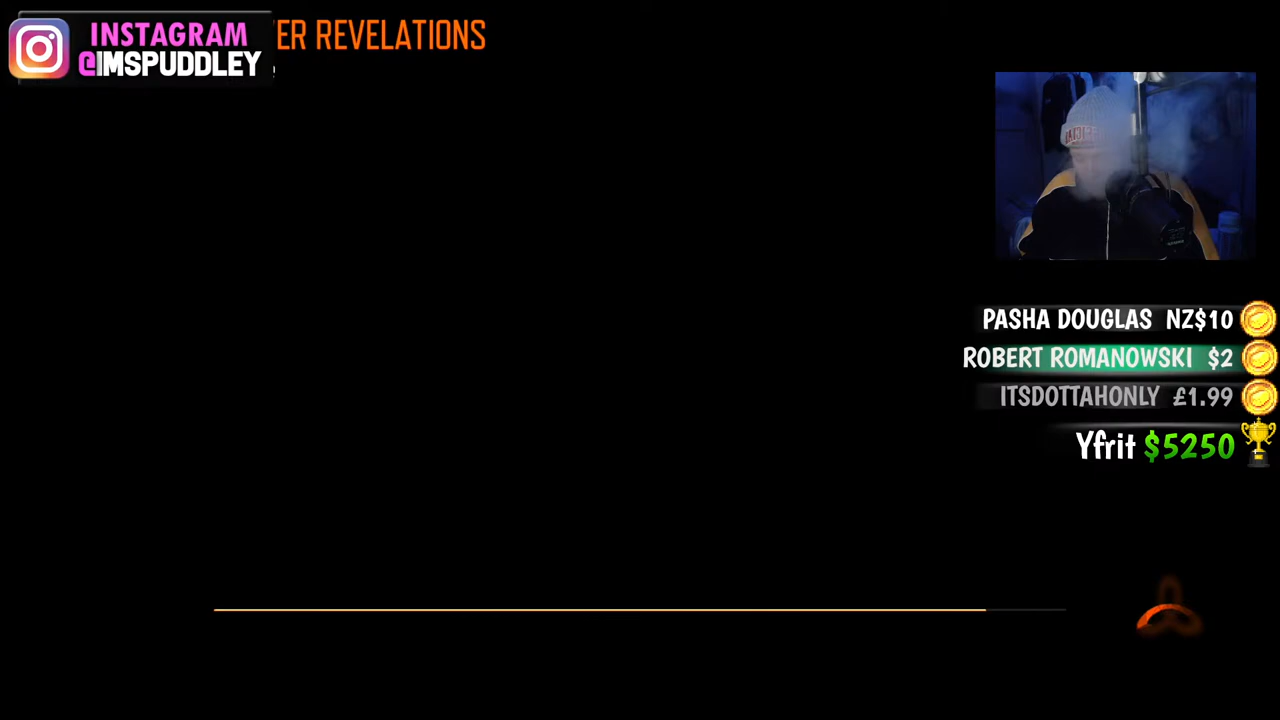 INSTAGRAM
@IMSPUDDLEY
ER REVELATIONS
PASHA DOUGLAS NZ$10
ROBERT ROMANOWSKI $2
ITSDOTTAHONLY £1.99
Yfrit $5250